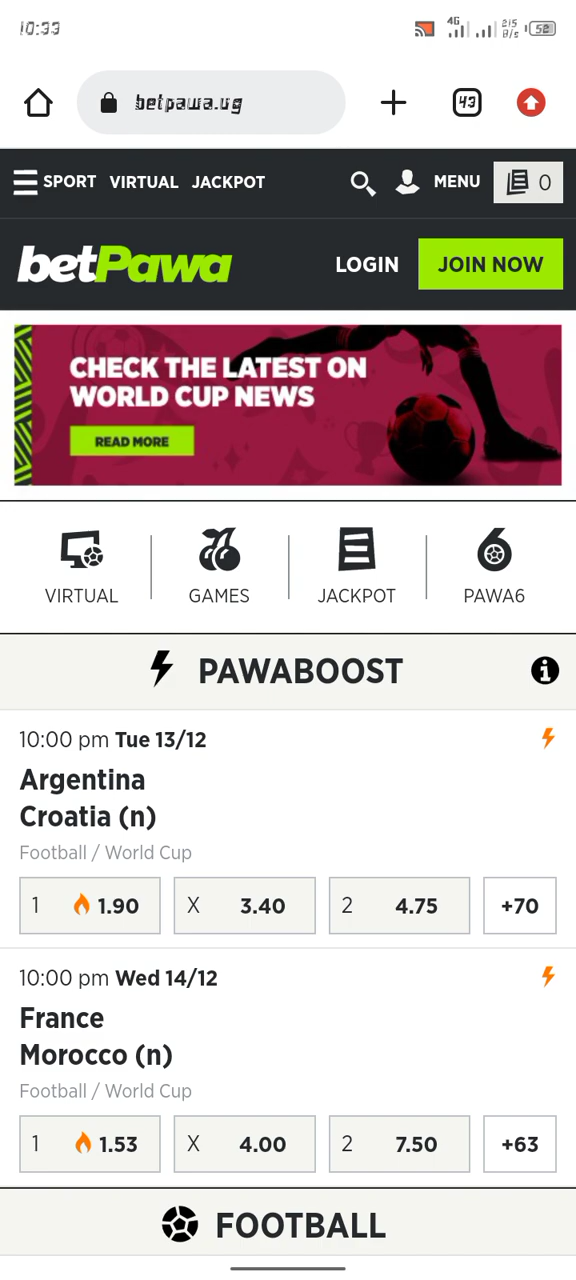 10:33
4G
215 B/s
52
betpawa.ug
43
SPORT VIRTUAL JACKPOT MENU 0
betPawa LOGIN JOIN NOW
CHECK THE LATEST ON
WORLD CUP NEWS
READ MORE
VIRTUAL GAMES JACKPOT PAWA6
PAWABOOST
10:00 pm Tue 13/12
Argentina
Croatia (n)
Football / World Cup
1 1.90 X 3.40 2 4.75 +70
10:00 pm Wed 14/12
France
Morocco (n)
Football / World Cup
1 1.53 X 4.00 2 7.50 +63
FOOTBALL